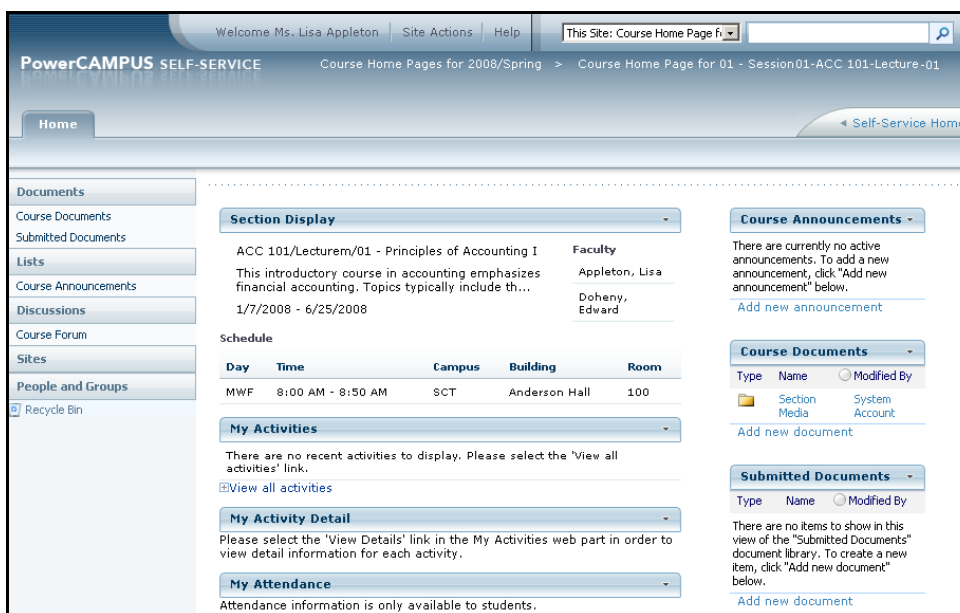 Welcome Ms. Lisa Appleton Site Actions Help This Site: Course Home Page f
PowerCAMPUS SELF-SERVICE Course Home Pages for 2008/Spring > Course Home Page for 01 - Session01-ACC 101-Lecture-01
Home
Self-Service Home
Documents
Course Documents
Submitted Documents
Lists
Course Announcements
Discussions
Course Forum
Sites
People and Groups
Recycle Bin
Section Display
ACC 101/Lecturem/01 - Principles of Accounting I
This introductory course in accounting emphasizes
financial accounting. Topics typically include th...
1/7/2008 - 6/25/2008
Faculty
Appleton, Lisa
Doheny,
Edward
Schedule
Day Time Campus Building Room
MWF 8:00 AM - 8:50 AM SCT Anderson Hall 100
My Activities
There are no recent activities to display. Please select the 'View all
activities' link.
View all activities
My Activity Detail
Please select the 'View Details' link in the My Activities web part in order to
view detail information for each activity.
My Attendance
Attendance information is only available to students.
Course Announcements
There are currently no active
announcements. To add a new
announcement, click "Add new
announcement" below.
Add new announcement
Course Documents
Type Name Modified By
Section System
Media Account
Add new document
Submitted Documents
Type Name Modified By
There are no items to show in this
view of the "Submitted Documents"
document library. To create a new
item, click "Add new document"
below.
Add new document